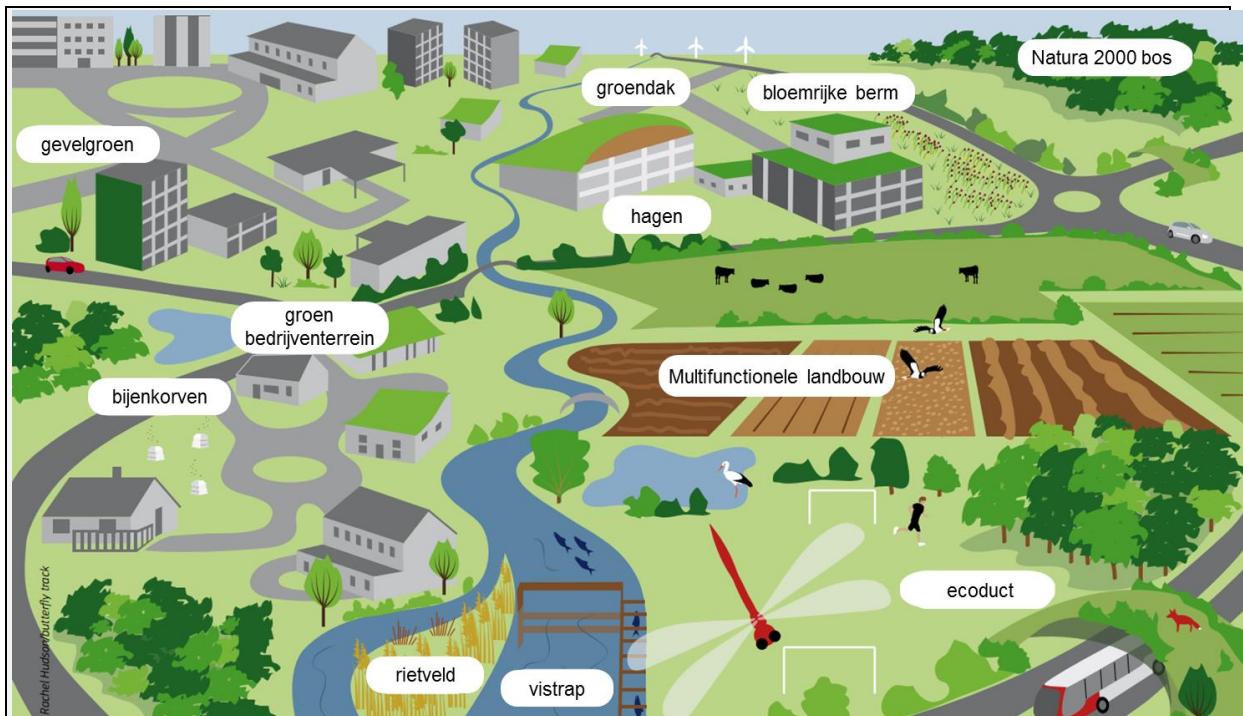 Natura 2000 bos
groendak
bloemrijke berm
gevelgroen
hagen
groen
bedrijventerrein
Multifunctionele landbouw
bijenkorven
ecoduct
rietveld
vistrap
Rachel Hudson/butterfly track